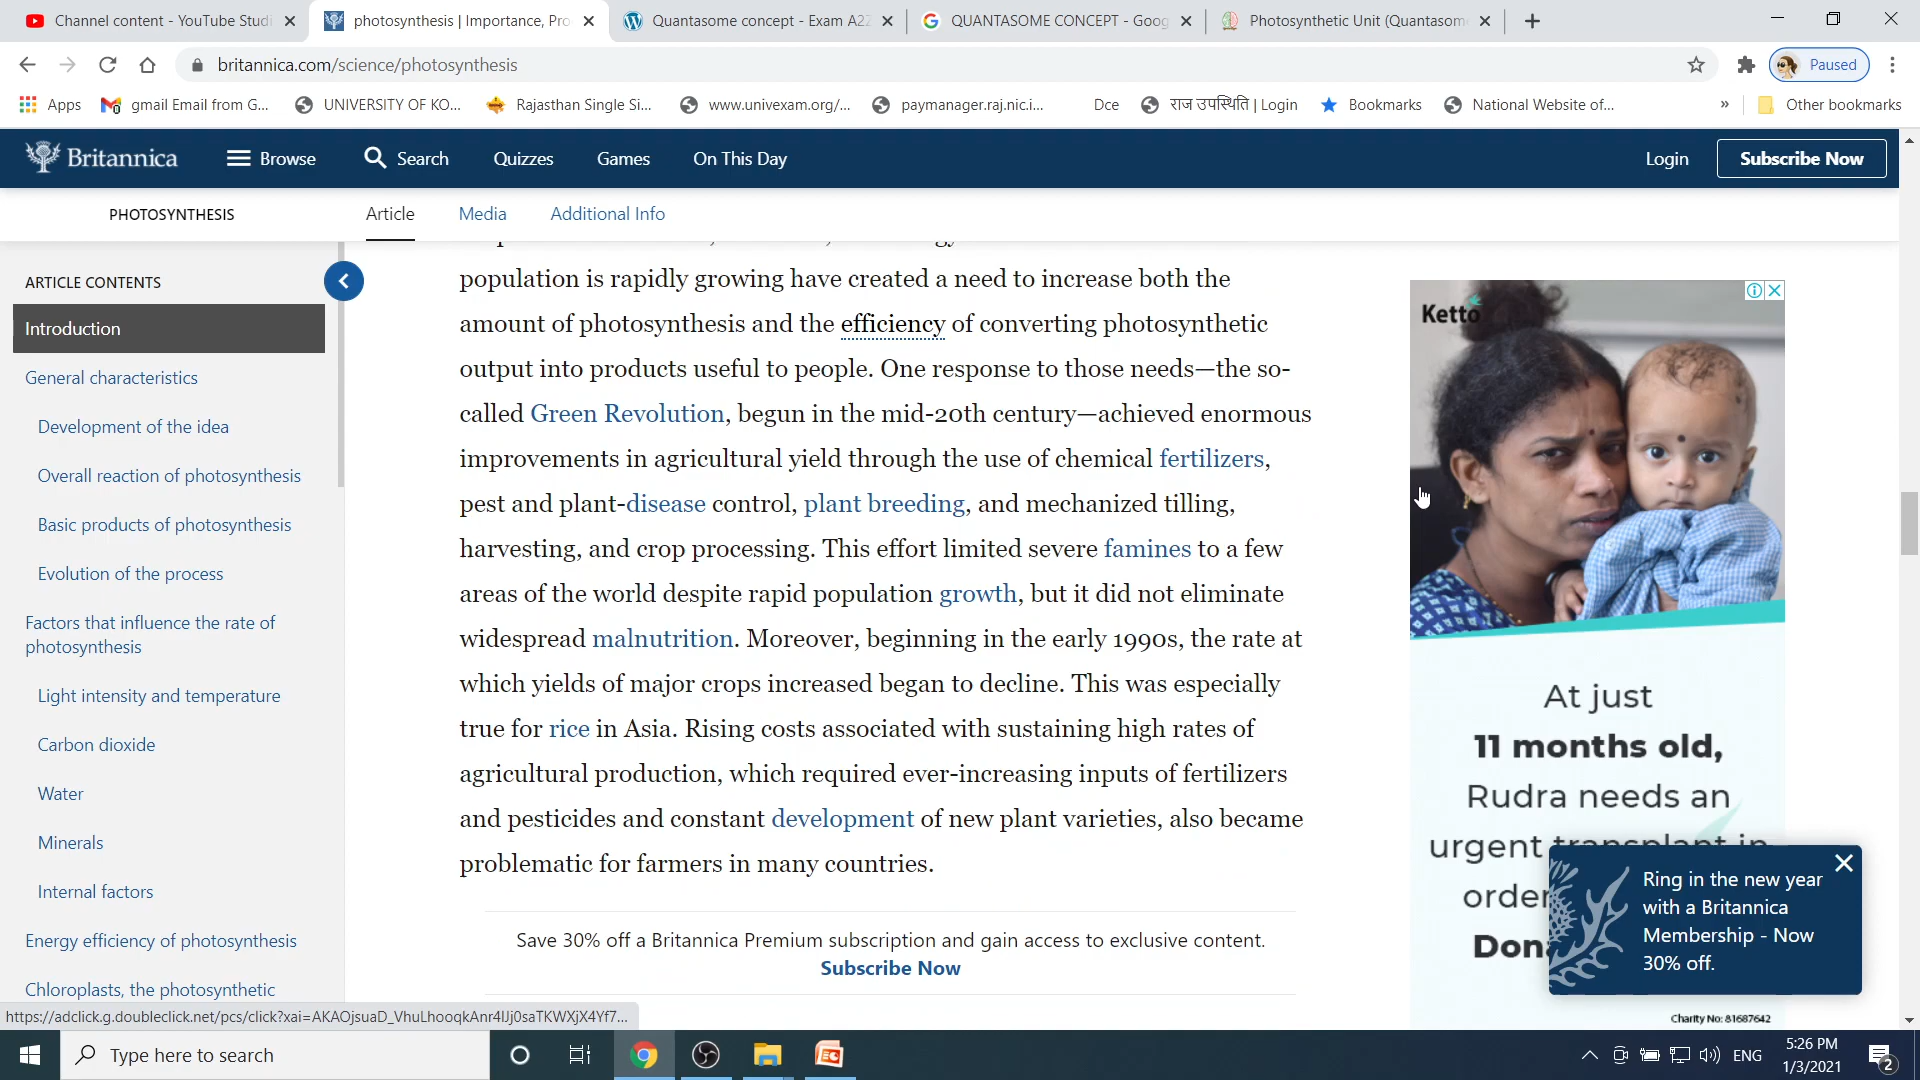 Channel content - YouTube Studi
photosynthesis | Importance, Pro
Quantasome concept - Exam A2Z
QUANTASOME CONCEPT - Goog
Photosynthetic Unit (Quantasom
britannica.com/science/photosynthesis
Paused
Apps
gmail Email from G...
UNIVERSITY OF KO...
Rajasthan Single Si...
www.univexam.org/...
paymanager.raj.nic.i...
Dce
राज उपस्थिति | Login
Bookmarks
National Website of...
»
Other bookmarks
Britannica
Browse
Search
Quizzes
Games
On This Day
Login
Subscribe Now
PHOTOSYNTHESIS
Article
Media
Additional Info
ARTICLE CONTENTS
Introduction
General characteristics
Development of the idea
Overall reaction of photosynthesis
Basic products of photosynthesis
Evolution of the process
Factors that influence the rate of
photosynthesis
Light intensity and temperature
Carbon dioxide
Water
Minerals
Internal factors
Energy efficiency of photosynthesis
Chloroplasts, the photosynthetic
population is rapidly growing have created a need to increase both the
amount of photosynthesis and the efficiency of converting photosynthetic
output into products useful to people. One response to those needs—the so-
called Green Revolution, begun in the mid-20th century—achieved enormous
improvements in agricultural yield through the use of chemical fertilizers,
pest and plant-disease control, plant breeding, and mechanized tilling,
harvesting, and crop processing. This effort limited severe famines to a few
areas of the world despite rapid population growth, but it did not eliminate
widespread malnutrition. Moreover, beginning in the early 1990s, the rate at
which yields of major crops increased began to decline. This was especially
true for rice in Asia. Rising costs associated with sustaining high rates of
agricultural production, which required ever-increasing inputs of fertilizers
and pesticides and constant development of new plant varieties, also became
problematic for farmers in many countries.
Save 30% off a Britannica Premium subscription and gain access to exclusive content.
Subscribe Now
Ketto
At just
11 months old,
Rudra needs an
urgent transplant in
order
Don
Charity No: 81687642
Ring in the new year
with a Britannica
Membership - Now
30% off.
https://adclick.g.doubleclick.net/pcs/click?xai=AKAOjsuaD_VhuLhooqkAnr4IJj0saTKWXjX4Yf7...
Type here to search
ENG
5:26 PM
1/3/2021
2